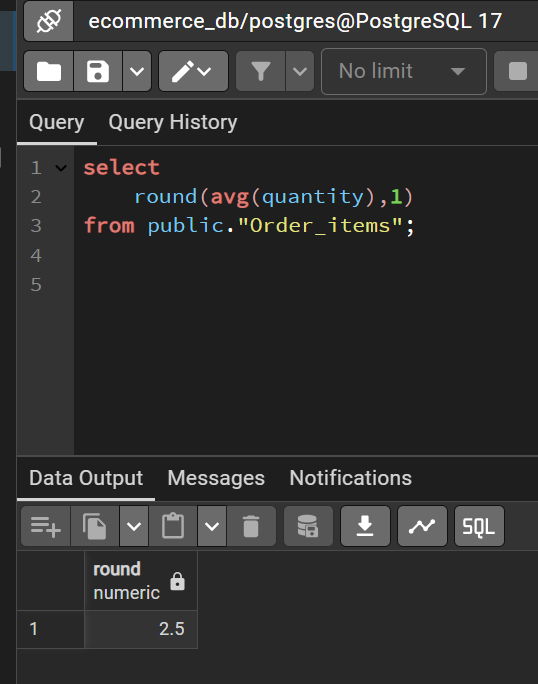 ecommerce_db/postgres@PostgreSQL 17
No limit
Query Query History
1 select
2 round(avg(quantity),1)
3 from public."Order_items";
4
5
Data Output Messages Notifications
SQL
round
numeric
1 2.5